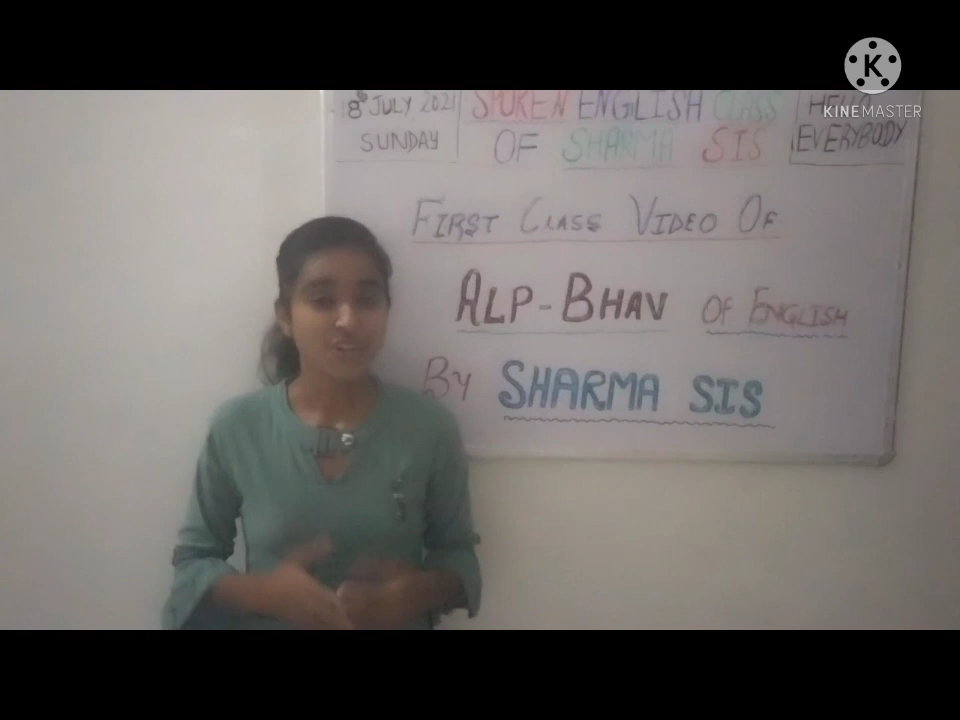 18th JULY 2021
SUNDAY
SPOKEN ENGLISH CLASS
OF SHARMA SIS
HELLO
EVERYBODY
FIRST CLASS VIDEO OF
ALP-BHAV OF ENGLISH
By SHARMA SIS
K
KINEMASTER